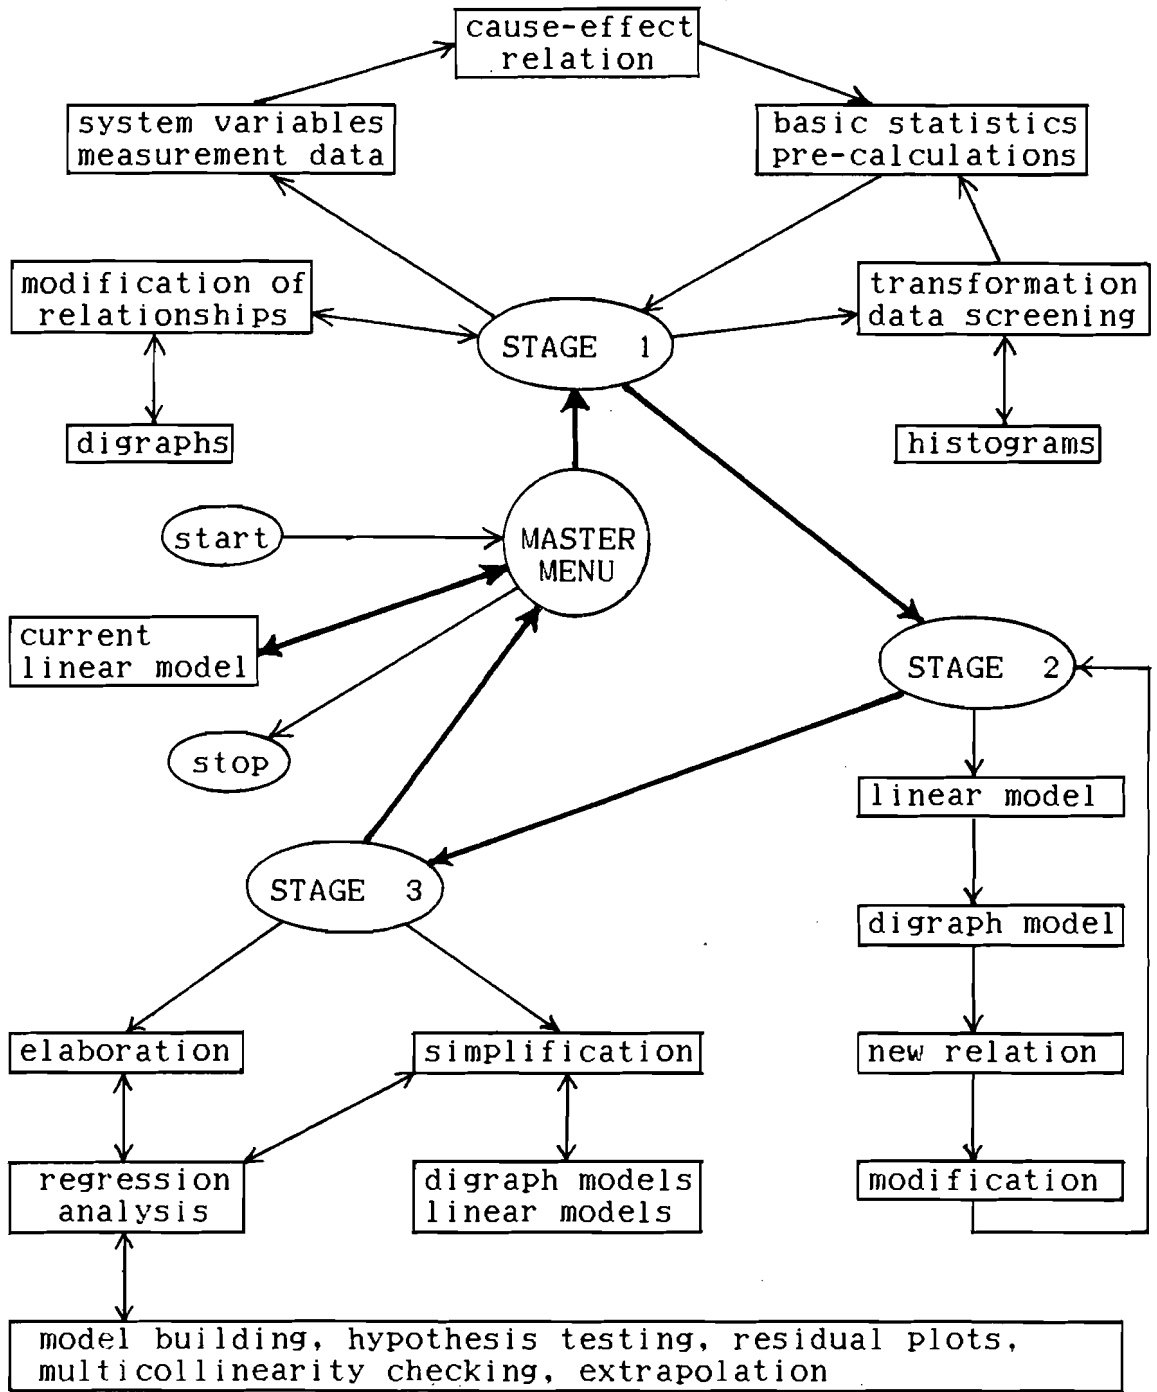 cause-effect
relation
system variables
measurement data
basic statistics
pre-calculations
modification of
relationships
transformation
data screening
STAGE 1
digraphs
histograms
start
MASTER
MENU
current
linear model
STAGE 2
stop
linear model
STAGE 3
digraph model
elaboration
simplification
new relation
regression
analysis
digraph models
linear models
modification
model building, hypothesis testing, residual plots,
multicollinearity checking, extrapolation